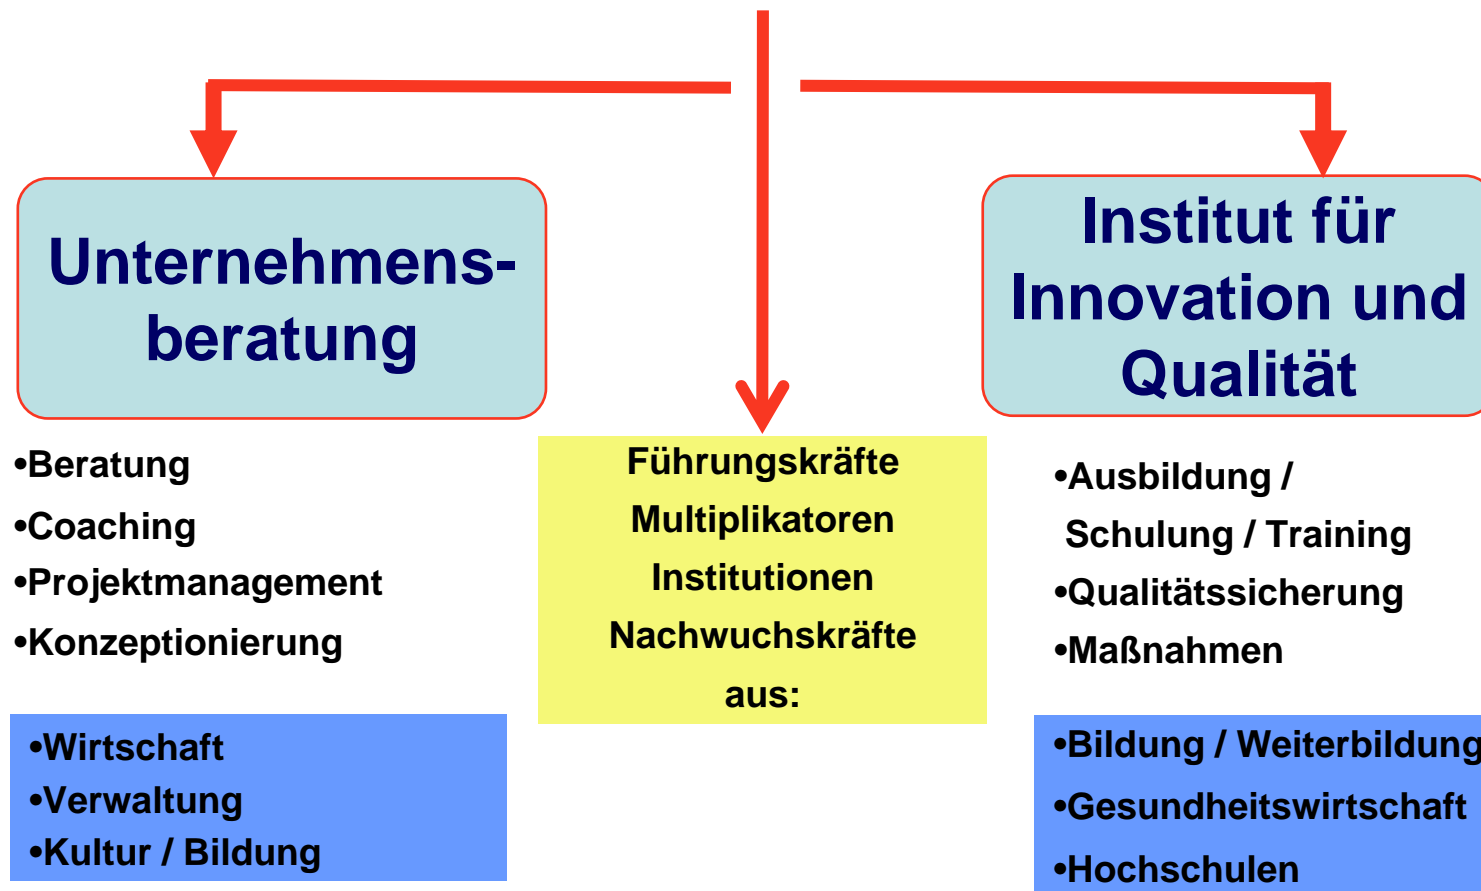 Unternehmens-
beratung
•Beratung
•Coaching
•Projektmanagement
•Konzeptionierung
•Wirtschaft
•Verwaltung
•Kultur / Bildung
Führungskräfte
Multiplikatoren
Institutionen
Nachwuchskräfte
aus:
Institut für
Innovation und
Qualität
•Ausbildung /
Schulung / Training
•Qualitätssicherung
•Maßnahmen
•Bildung / Weiterbildung
•Gesundheitswirtschaft
•Hochschulen